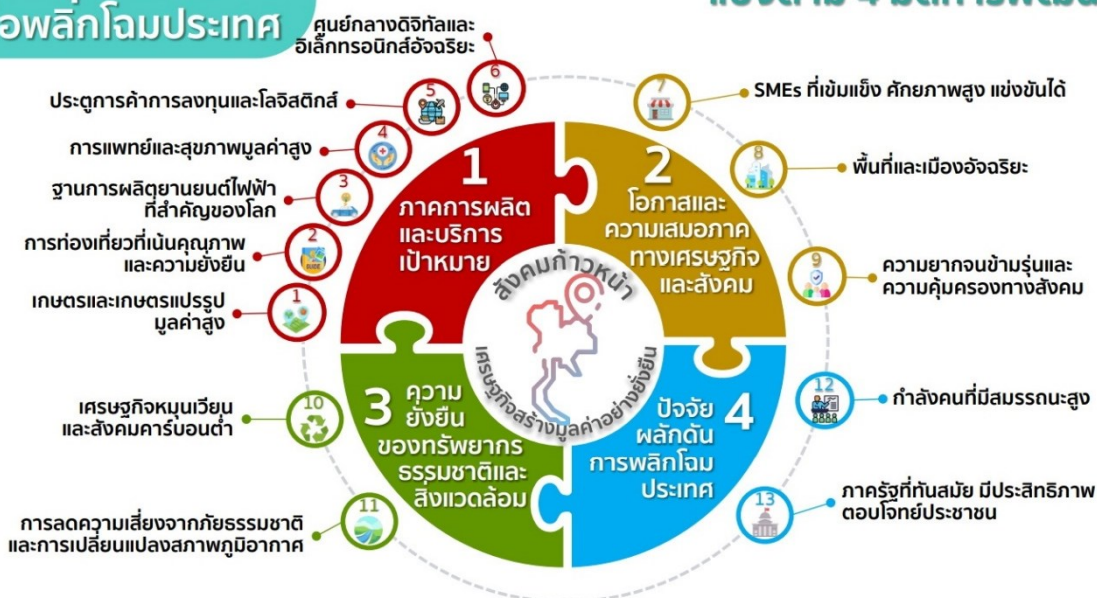 พลิกโฉมประเทศ
6
ศูนย์กลางดิจิทัลและ
อิเล็กทรอนิกส์อัจฉริยะ
5
ประตูการค้าการลงทุนและโลจิสติกส์
4
การแพทย์และสุขภาพมูลค่าสูง
3
ฐานการผลิตยานยนต์ไฟฟ้า
ที่สำคัญของโลก
2
การท่องเที่ยวที่เน้นคุณภาพ
และความยั่งยืน
1
เกษตรและเกษตรแปรรูป
มูลค่าสูง
1
ภาคการผลิต
และบริการ
เป้าหมาย
2
โอกาสและ
ความเสมอภาค
ทางเศรษฐกิจ
และสังคม
7
SMEs ที่เข้มแข็ง ศักยภาพสูง แข่งขันได้
8
พื้นที่และเมืองอัจฉริยะ
9
ความยากจนข้ามรุ่นและ
ความคุ้มครองทางสังคม
สังคมก้าวหน้า
เศรษฐกิจสร้างมูลค่าอย่างยั่งยืน
3
ความ
ยั่งยืน
ของทรัพยากร
ธรรมชาติและ
สิ่งแวดล้อม
10
เศรษฐกิจหมุนเวียน
และสังคมคาร์บอนต่ำ
11
การลดความเสี่ยงจากภัยธรรมชาติ
และการเปลี่ยนแปลงสภาพภูมิอากาศ
4
ปัจจัย
ผลักดัน
การพลิกโฉม
ประเทศ
12
กำลังคนที่มีสมรรถนะสูง
13
ภาครัฐที่ทันสมัย มีประสิทธิภาพ
ตอบโจทย์ประชาชน